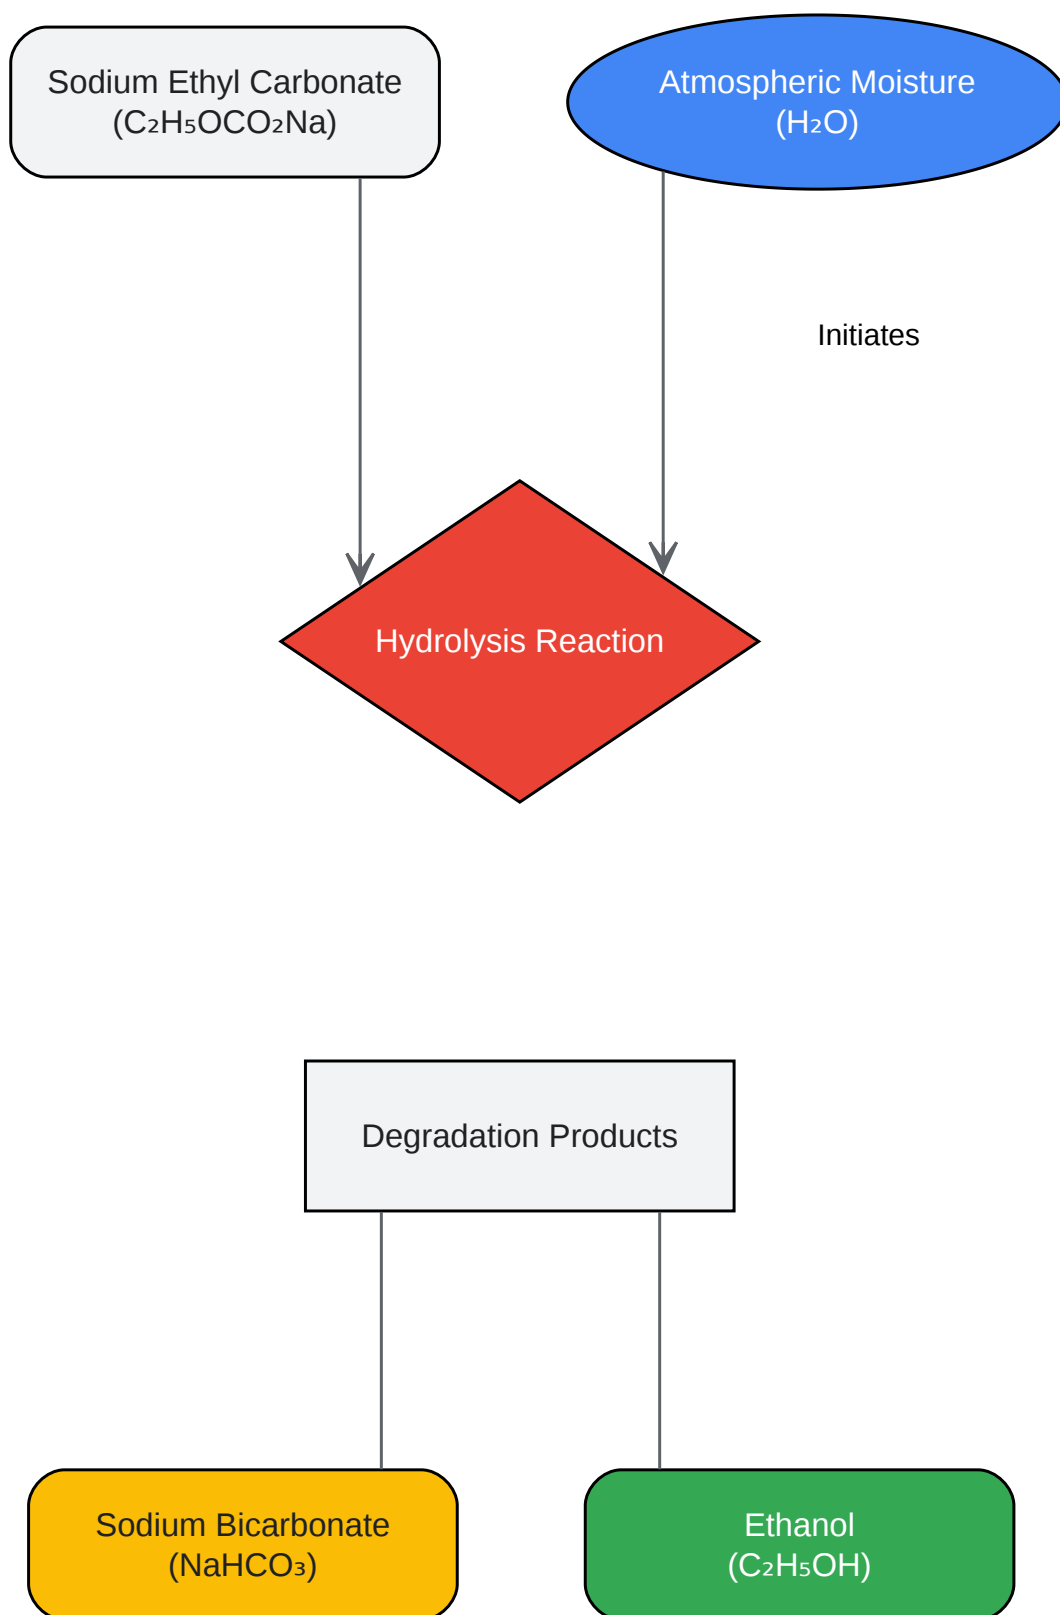 Sodium Ethyl Carbonate
(C₂H₅OCO₂Na)
Atmospheric Moisture
(H₂O)
Initiates
Hydrolysis Reaction
Degradation Products
Sodium Bicarbonate
(NaHCO₃)
Ethanol
(C₂H₅OH)